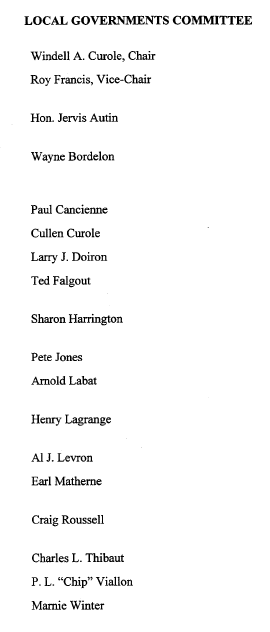 LOCAL GOVERNMENTS COMMITTEE
Windell A. Curole, Chair
Roy Francis, Vice-Chair
Hon. Jervis Autin
Wayne Bordelon
Paul Cancienne
Cullen Curole
Larry J. Doiron
Ted Falgout
Sharon Harrington
Pete Jones
Arnold Labat
Henry Lagrange
Al J. Levron
Earl Matherne
Craig Roussell
Charles L. Thibaut
P. L. “Chip” Viallon
Marnie Winter